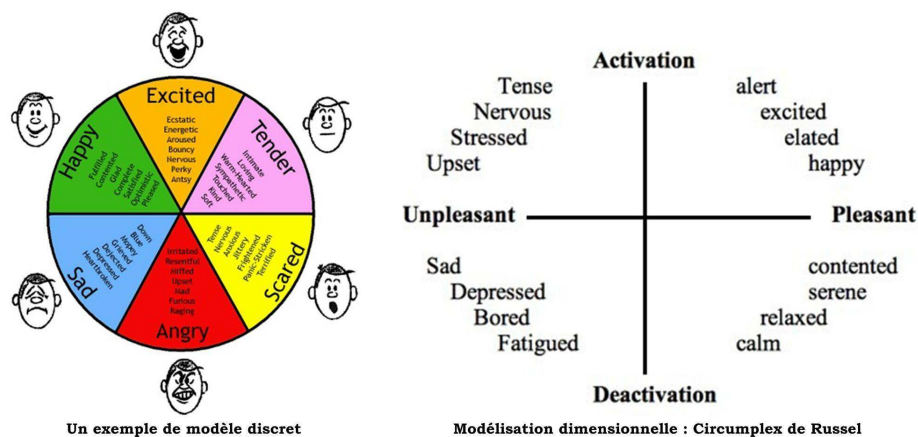 Excited
Ecstatic
Energetic
Aroused
Bouncy
Nervous
Perky
Antsy
Tender
Intimate
Loving
Warm-Hearted
Sympathetic
Touched
Kind
Soft
Scared
Tense
Nervous
Anxious
Jittery
Frightened
Panic-Stricken
Terrified
Irritated
Resentful
Miffed
Upset
Mad
Furious
Raging
Angry
Sad
Down
Blue
Mopey
Grieved
Dejected
Depressed
Heartbroken
Happy
Fulfilled
Contented
Glad
Complete
Satisfied
Optimistic
Pleased
Un exemple de modèle discret
Activation
Tense
Nervous
Stressed
Upset
alert
excited
elated
happy
Unpleasant
Pleasant
Sad
Depressed
Bored
Fatigued
contented
serene
relaxed
calm
Deactivation
Modélisation dimensionnelle : Circumplex de Russel